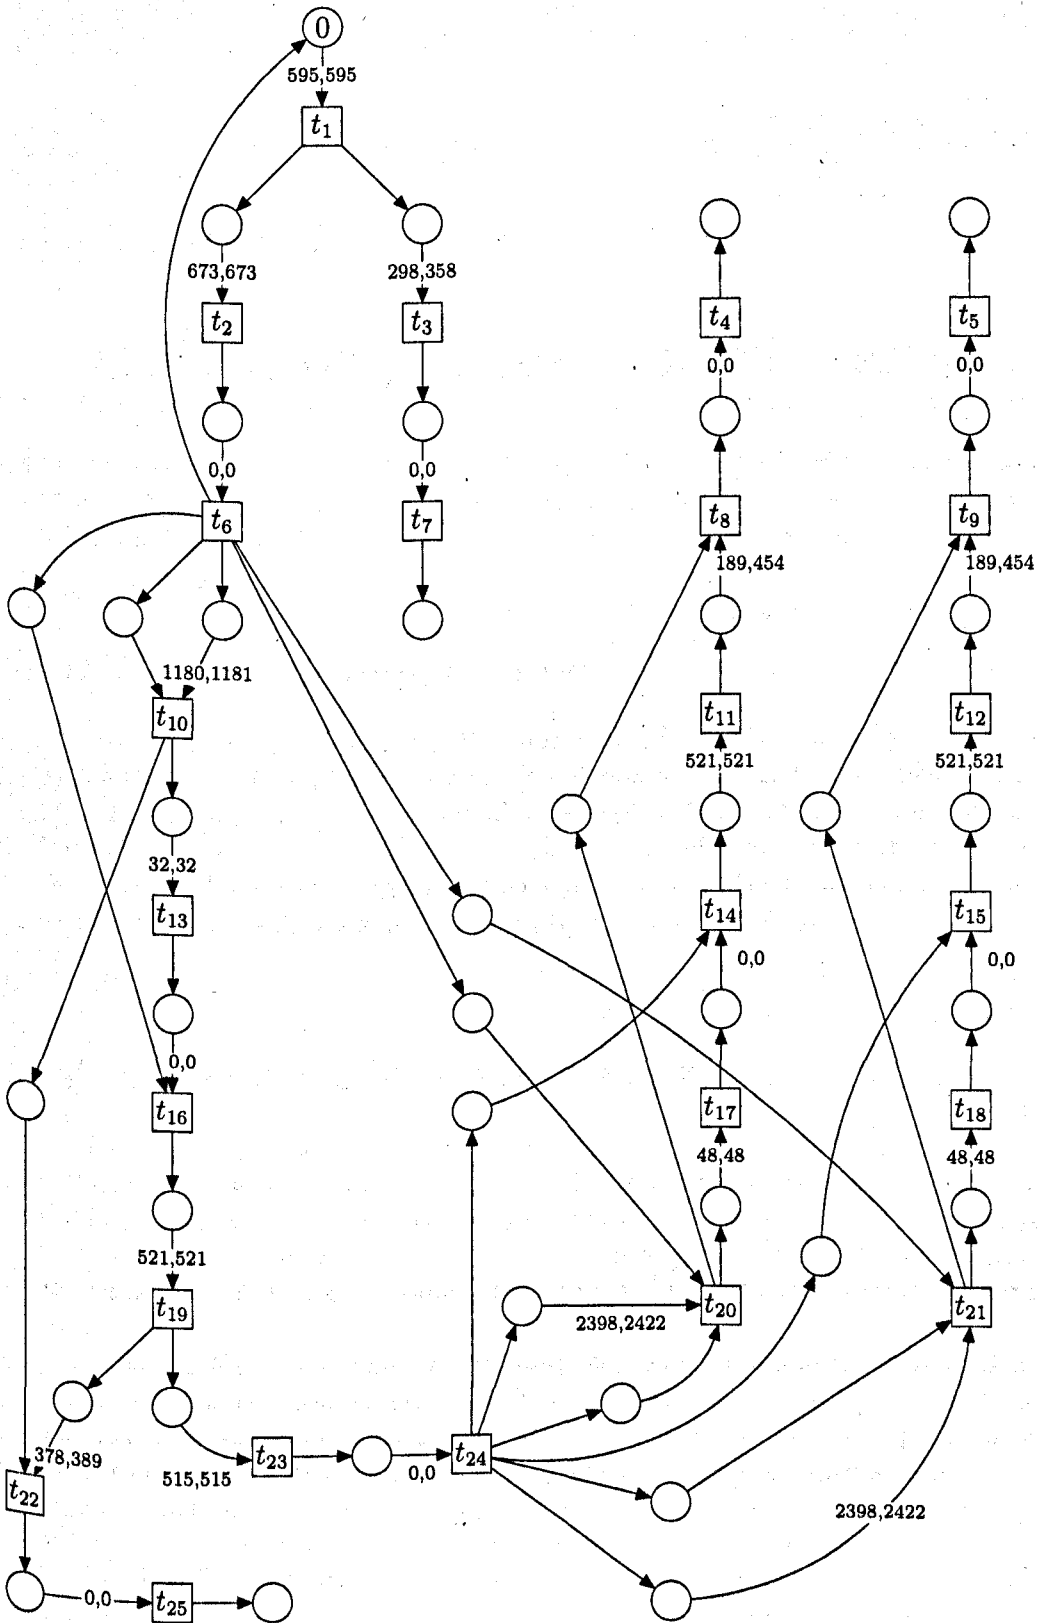 0
595,595
t1
673,673
298,358
t2
t3
t4
t5
0,0
0,0
0,0
0,0
t6
t7
t8
t9
189,454
189,454
1180,1181
t10
t11
t12
521,521
521,521
32,32
t13
t14
t15
0,0
0,0
0,0
t16
t17
t18
48,48
48,48
521,521
t19
t20
t21
2398,2422
378,389
t22
t23
t24
515,515
0,0
2398,2422
0,0
t25